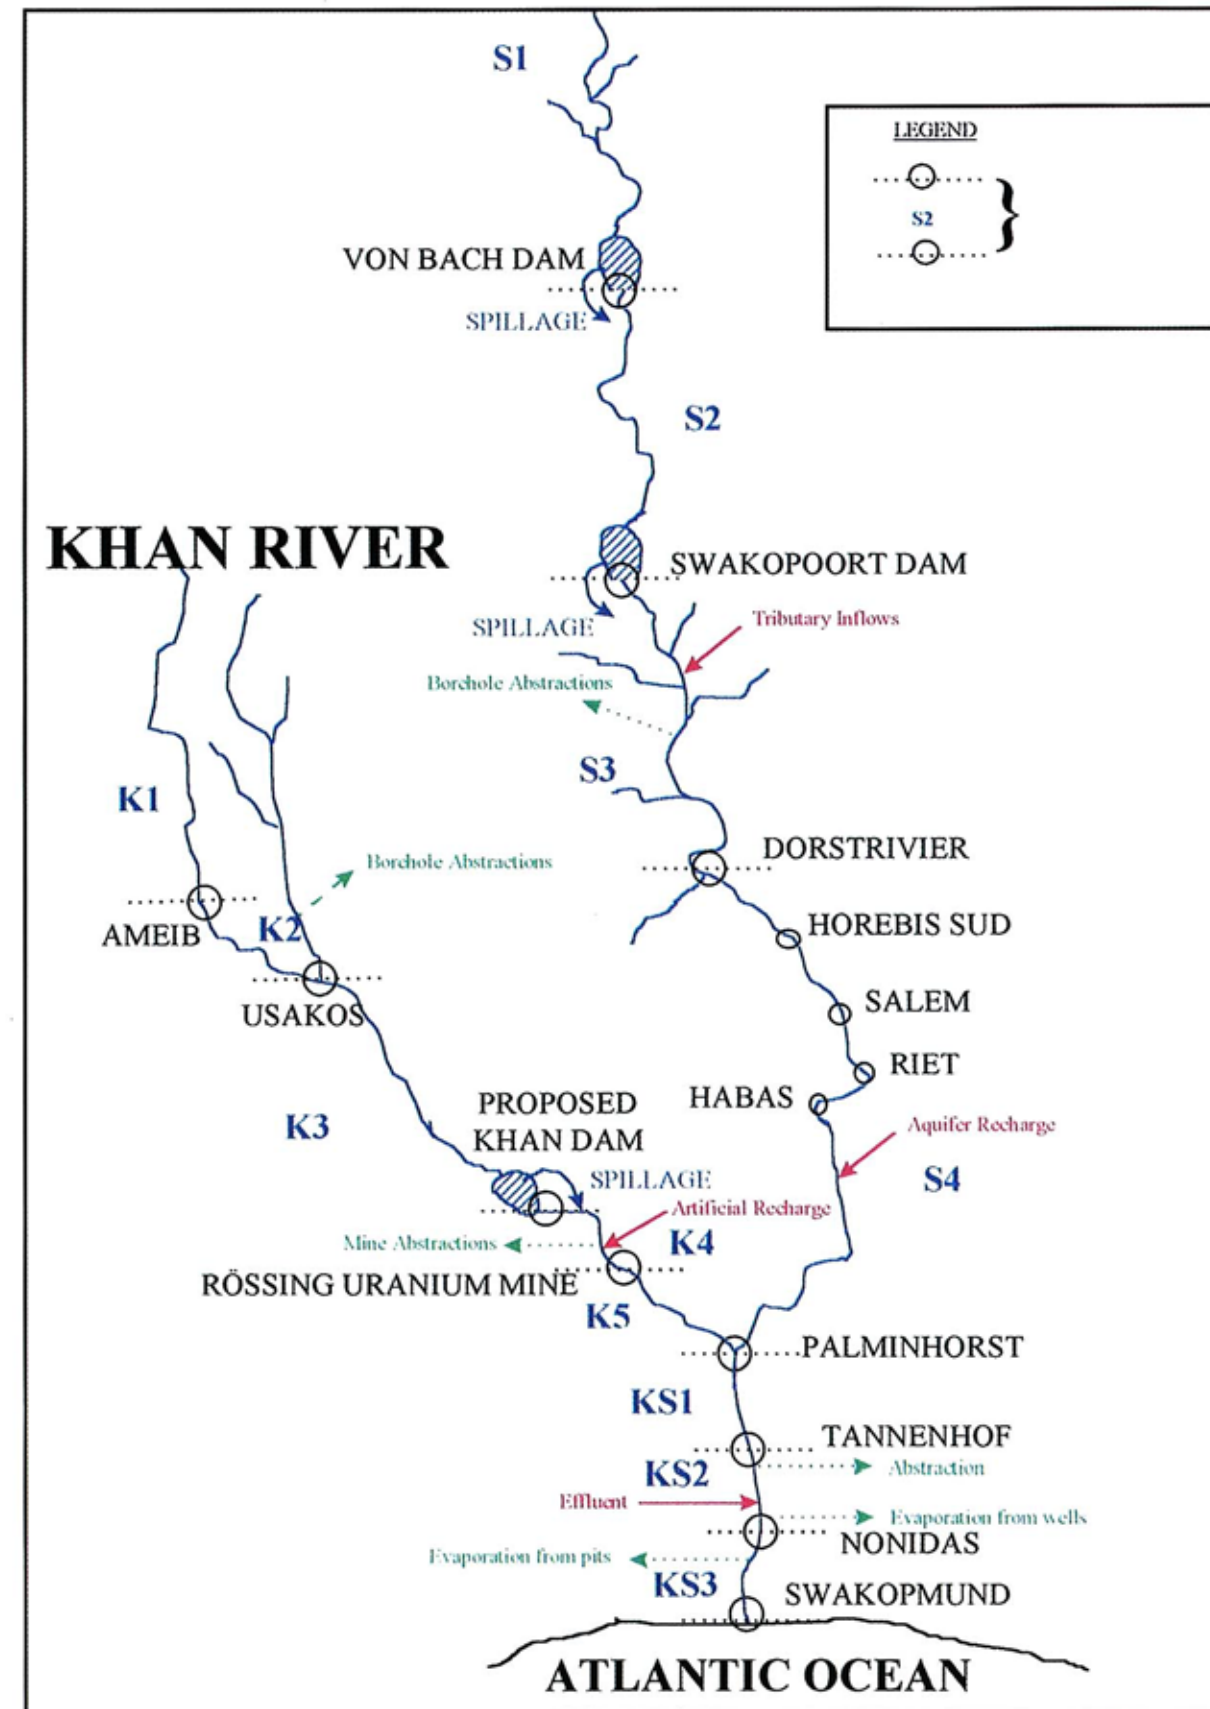 S1
LEGEND
S2
VON BACH DAM
SPILLAGE
S2
KHAN RIVER
SWAKOPOORT DAM
SPILLAGE
Tributary Inflows
Borehole Abstractions
S3
K1
DORSTRIVIER
Borehole Abstractions
AMEIB
K2
HOREBIS SUD
USAKOS
SALEM
RIET
HABAS
PROPOSED
KHAN DAM
K3
Aquifer Recharge
SPILLAGE
S4
Artificial Recharge
Mine Abstractions
K4
RÖSSING URANIUM MINE
K5
PALMINHORST
KS1
TANNENHOF
KS2
Abstraction
Effluent
Evaporation from wells
NONIDAS
Evaporation from pits
KS3
SWAKOPMUND
ATLANTIC OCEAN